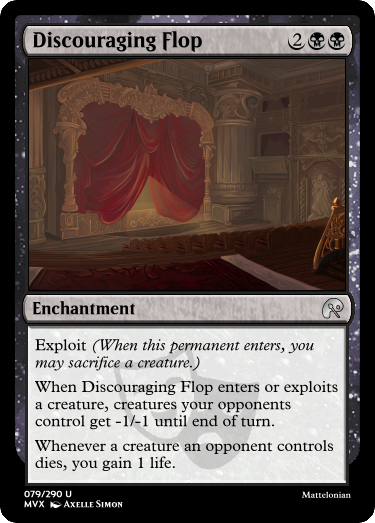 Discouraging Flop 2
Enchantment
Exploit (When this permanent enters, you
may sacrifice a creature.)
When Discouraging Flop enters or exploits
a creature, creatures your opponents
control get -1/-1 until end of turn.
Whenever a creature an opponent controls
dies, you gain 1 life.
079/290 U
MVX Axelle Simon
Mattelonian